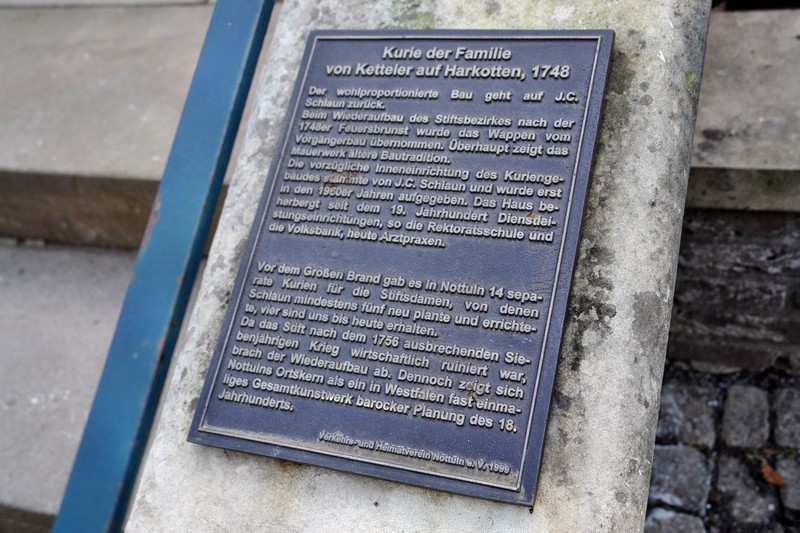 Kurie der Familie
von Ketteler auf Harkotten, 1748
Der wohlproportionierte Bau geht auf J.C.
Schlaun zurück.
Beim Wiederaufbau des Stiftsbezirkes nach der
1748er Feuersbrunst wurde das Wappen vom
Vorgängerbau übernommen. Überhaupt zeigt das
Mauerwerk ältere Bautradition.
Die vorzügliche Inneneinrichtung des Kurienge-
bäudes stammte von J.C. Schlaun und wurde erst
in den 1960er Jahren aufgegeben. Das Haus be-
herbergt seit dem 19. Jahrhundert Dienstlei-
stungseinrichtungen, so die Rektoratsschule und
die Volksbank, heute Arztpraxen.
Vor dem Großen Brand gab es in Nottuln 14 sepa-
rate Kurien für die Stiftsdamen, von denen
Schlaun mindestens fünf neu plante und errichte-
te, vier sind uns bis heute erhalten.
Da das Stift nach dem 1756 ausbrechenden Sie-
benjährigen Krieg wirtschaftlich ruiniert war,
brach der Wiederaufbau ab. Dennoch zeigt sich
Nottulns Ortskern als ein in Westfalen fast einma-
liges Gesamtkunstwerk barocker Planung des 18.
Jahrhunderts.
Verkehrs- und Heimatverein Nottuln e. V. 1999